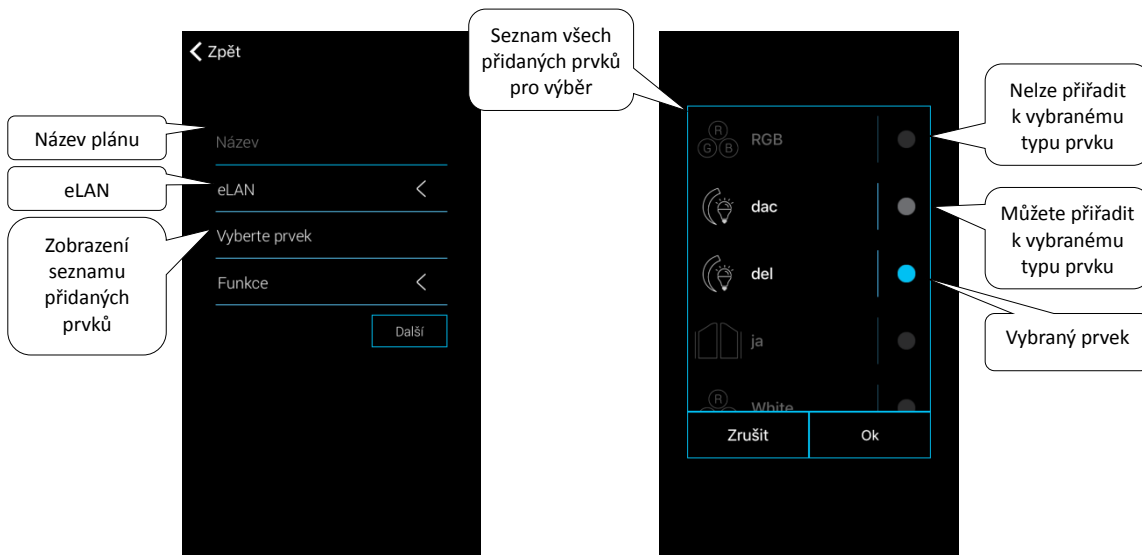 Zpět
Název plánu
Název
eLAN
eLAN
Zobrazení
seznamu
přidaných
prvků
Vyberte prvek
Funkce
Další
Seznam všech
přidaných prvků
pro výběr
R
G B
RGB
dac
del
ja
R
White
Zrušit
Ok
Nelze přiřadit
k vybranému
typu prvku
Můžete přiřadit
k vybranému
typu prvku
Vybraný prvek